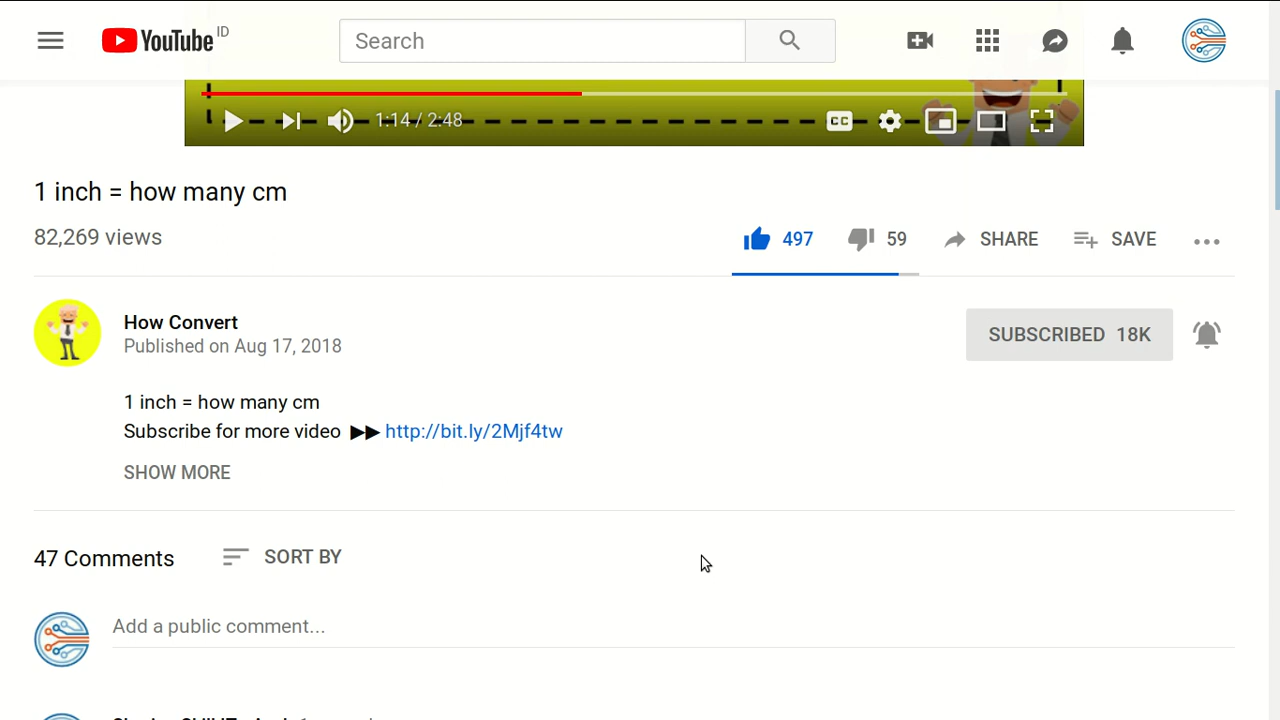 YouTube ID
Search
1:14 / 2:48
CC
1 inch = how many cm
82,269 views
497
59
SHARE
SAVE
How Convert
Published on Aug 17, 2018
SUBSCRIBED 18K
1 inch = how many cm
Subscribe for more video ▶▶ http://bit.ly/2Mjf4tw
SHOW MORE
47 Comments
SORT BY
Add a public comment...